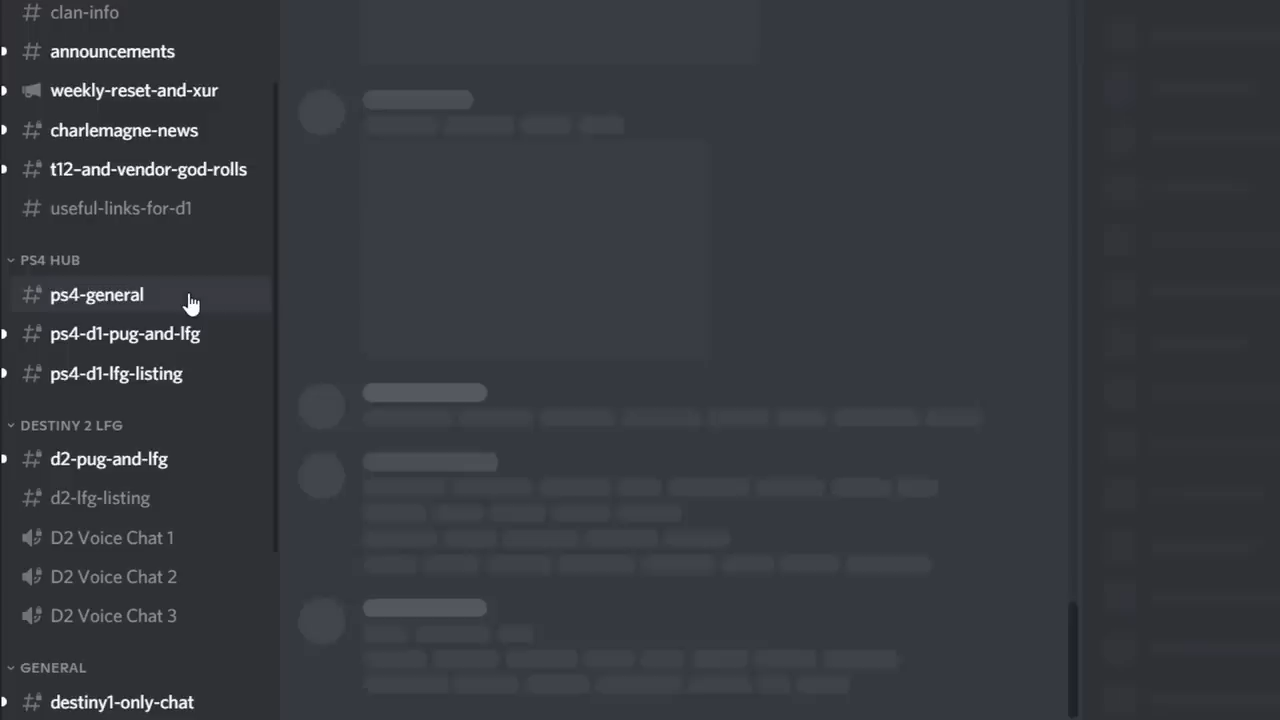 clan-info
announcements
weekly-reset-and-xur
charlemagne-news
t12-and-vendor-god-rolls
useful-links-for-d1
PS4 HUB
ps4-general
ps4-d1-pug-and-lfg
ps4-d1-lfg-listing
DESTINY 2 LFG
d2-pug-and-lfg
d2-lfg-listing
D2 Voice Chat 1
D2 Voice Chat 2
D2 Voice Chat 3
GENERAL
destiny1-only-chat